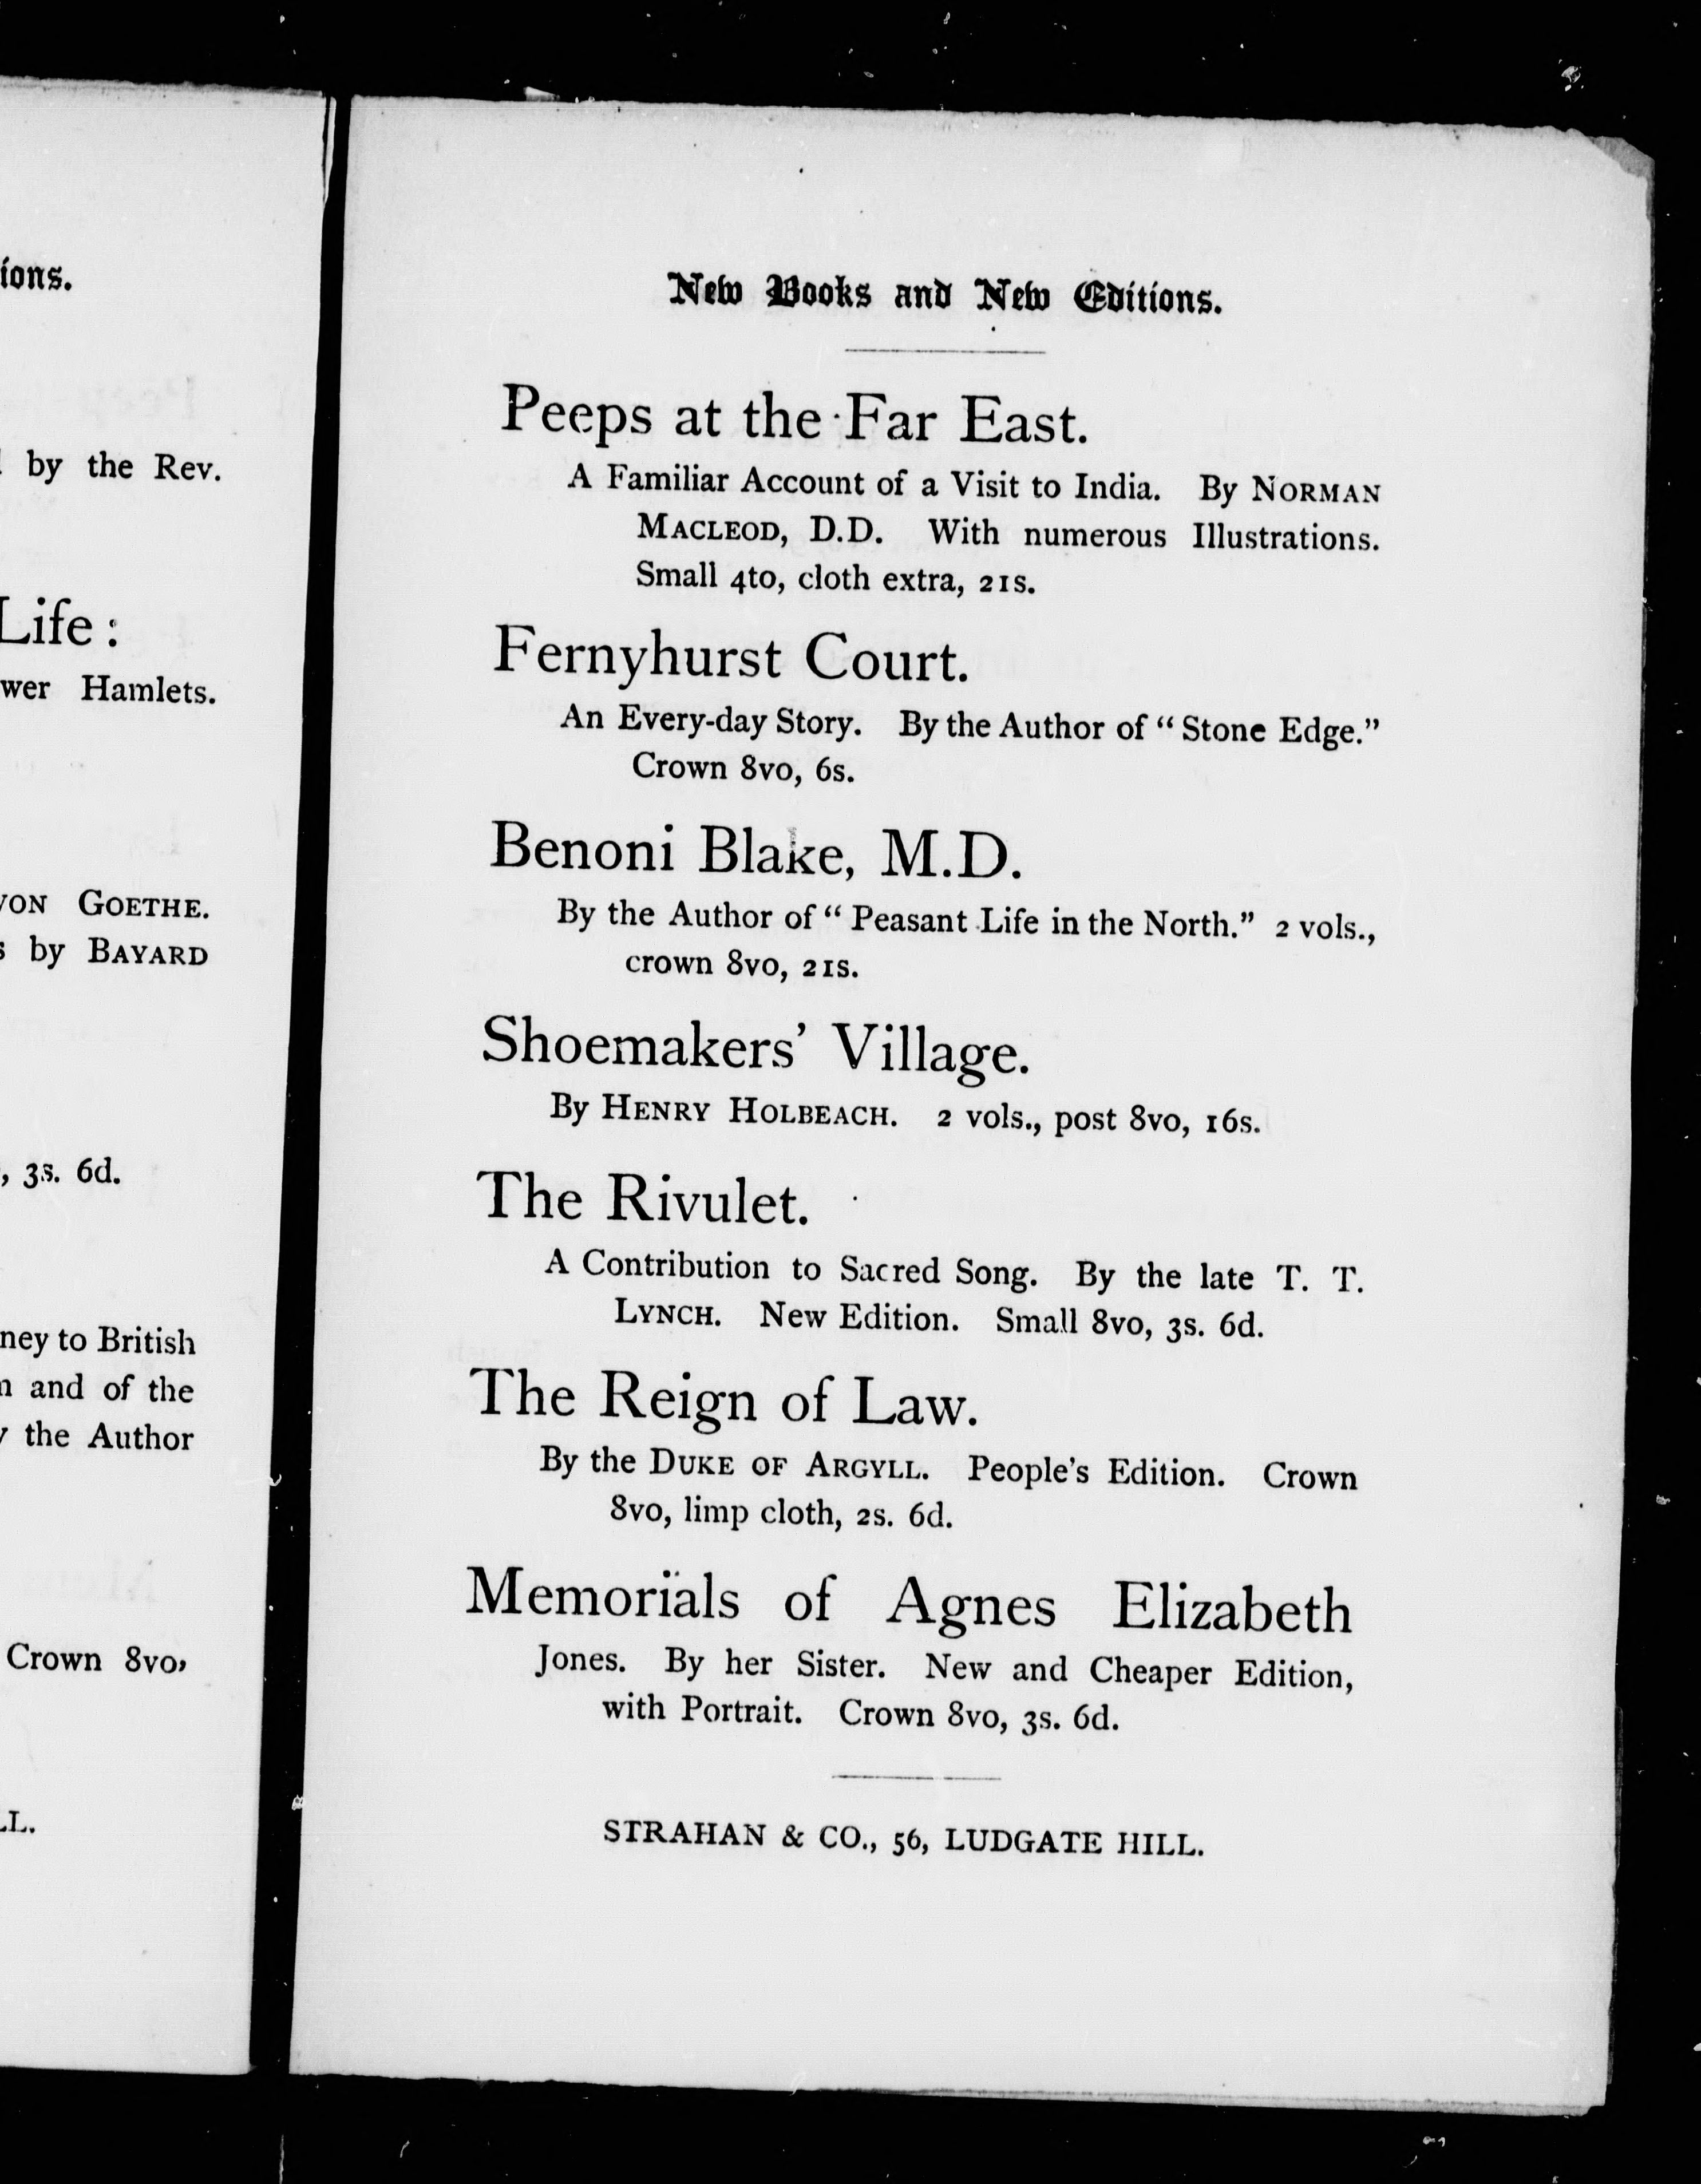 ions.
by the Rev.
Life :
wer Hamlets.
VON GOETHE.
s by BAYARD
, 3s. 6d.
ney to British
and of the
the Author
Crown 8vo,
LL.
New Books and New Editions.
Peeps at the Far East.
A Familiar Account of a Visit to India. By NORMAN
MACLEOD, D.D. With numerous Illustrations.
Small 4to, cloth extra, 21s.
Fernyhurst Court.
An Every-day Story. By the Author of “Stone Edge.”
Crown 8vo, 6s.
Benoni Blake, M.D.
By the Author of “Peasant Life in the North.” 2 vols.,
crown 8vo, 21s.
Shoemakers’ Village.
By HENRY HOLBEACH. 2 vols., post 8vo, 16s.
The Rivulet.
A Contribution to Sacred Song. By the late T. T.
LYNCH. New Edition. Small 8vo, 3s. 6d.
The Reign of Law.
By the DUKE OF ARGYLL. People’s Edition. Crown
8vo, limp cloth, 2s. 6d.
Memorials of Agnes Elizabeth
Jones. By her Sister. New and Cheaper Edition,
with Portrait. Crown 8vo, 3s. 6d.
STRAHAN & CO., 56, LUDGATE HILL.